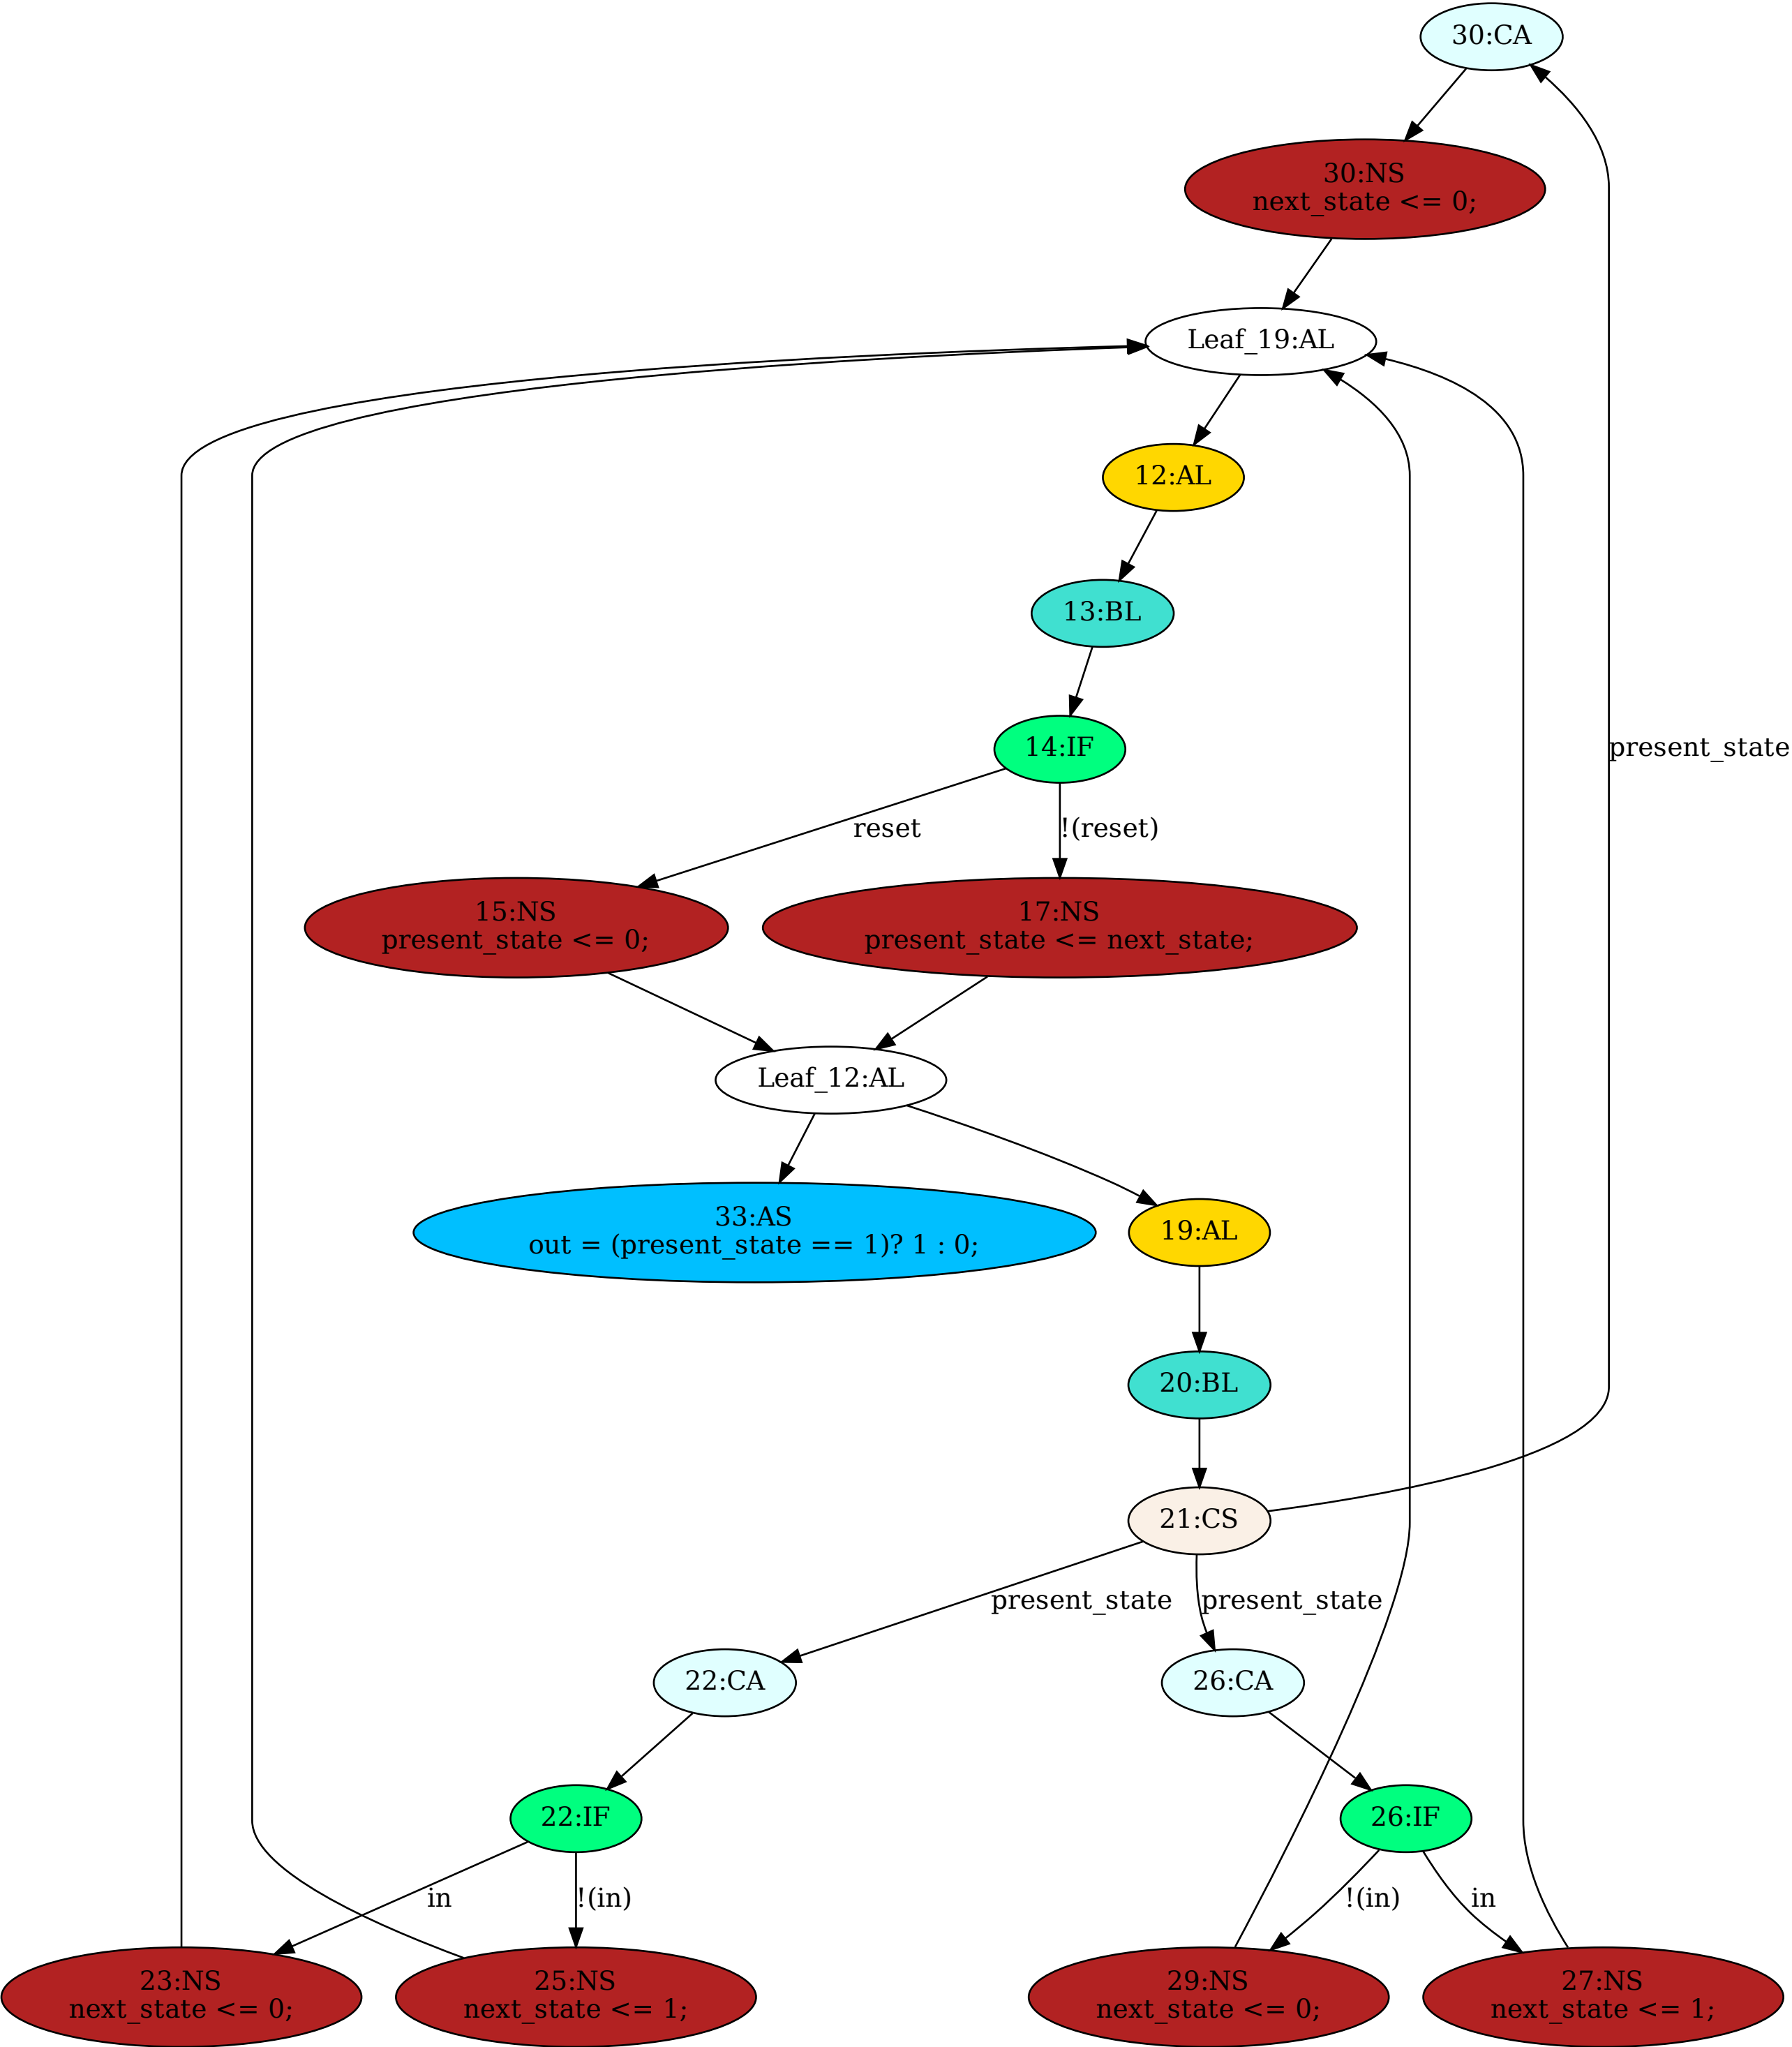 30:CA
30:NS
next_state <= 0;
Leaf_19:AL
12:AL
13:BL
14:IF
present_state
reset
!(reset)
15:NS
present_state <= 0;
17:NS
present_state <= next_state;
Leaf_12:AL
33:AS
out = (present_state == 1)? 1 : 0;
19:AL
20:BL
21:CS
present_state
present_state
22:CA
26:CA
22:IF
26:IF
in
!(in)
!(in)
in
23:NS
next_state <= 0;
25:NS
next_state <= 1;
29:NS
next_state <= 0;
27:NS
next_state <= 1;